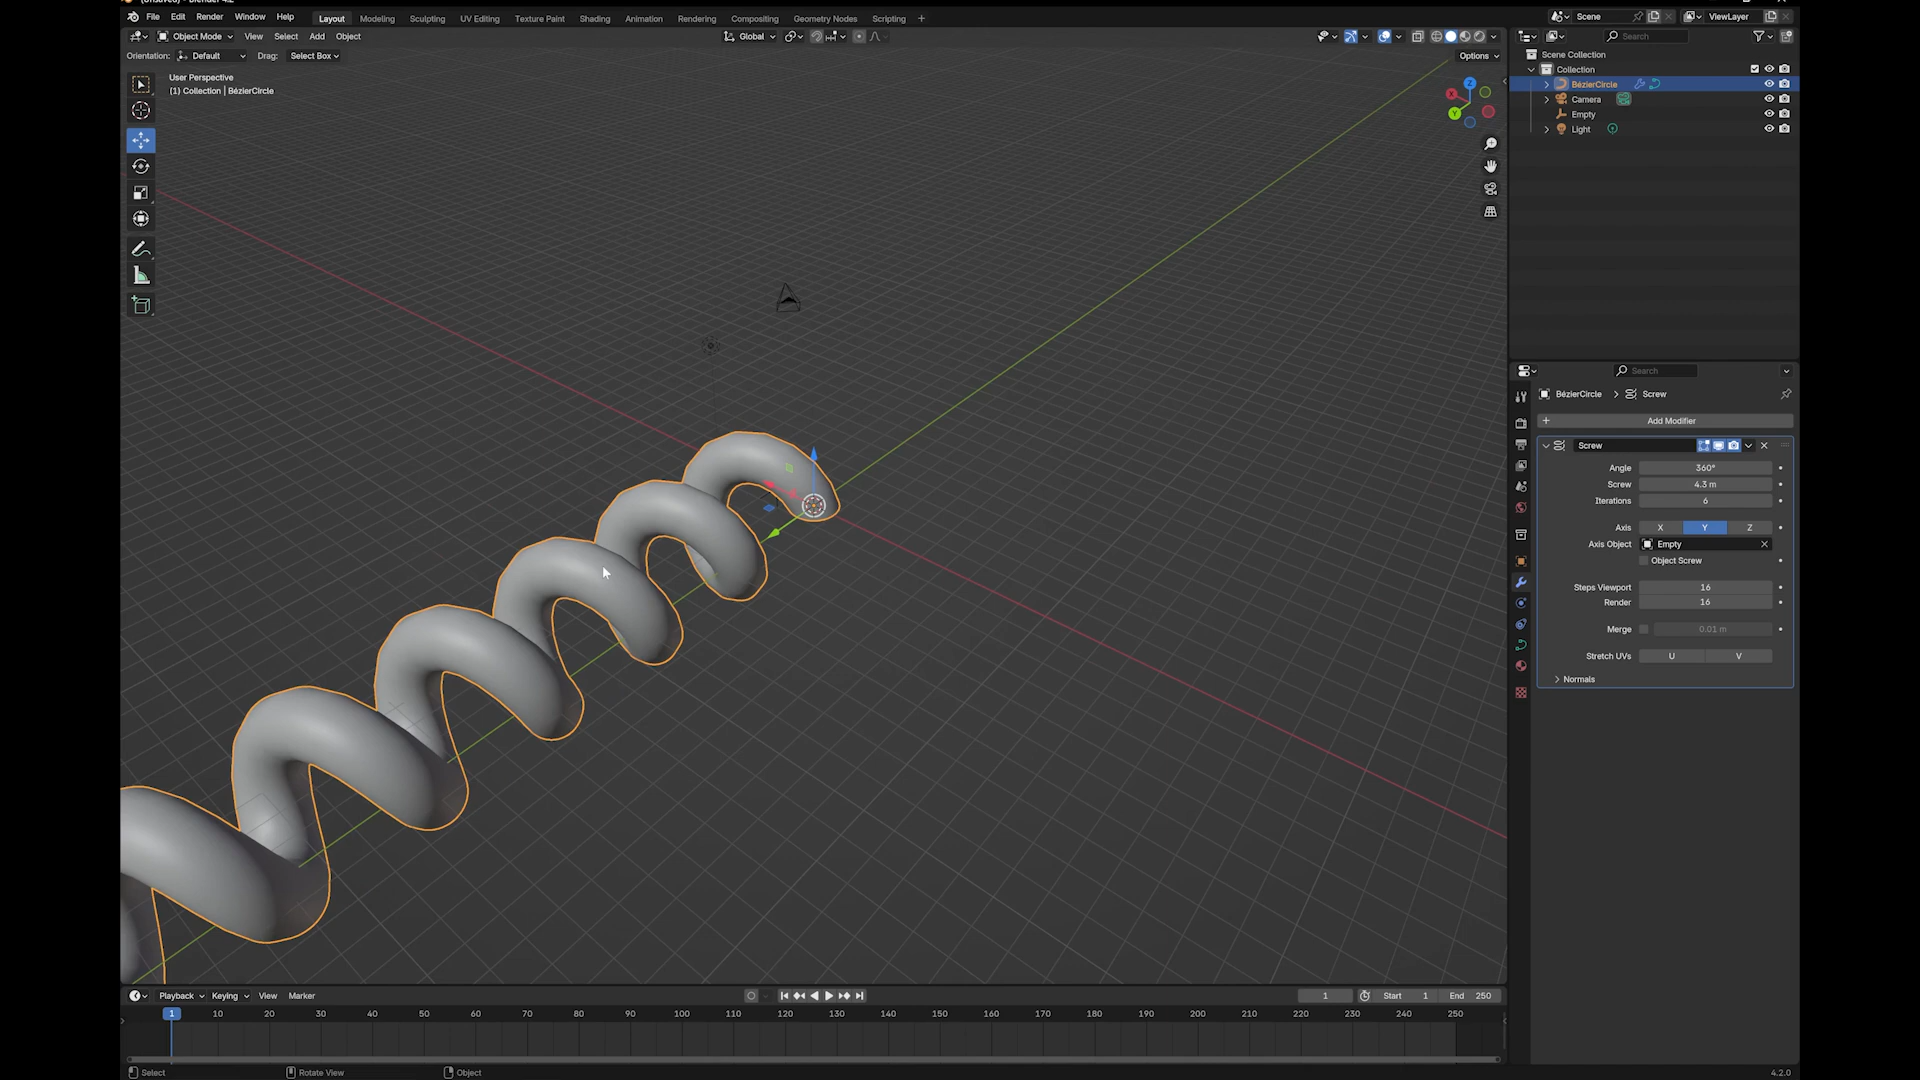 File Edit Render Window Help
Layout Modeling Sculpting UV Editing Texture Paint Shading Animation Rendering Compositing Geometry Nodes Scripting +
Scene
ViewLayer
Object Mode View Select Add Object
Global
Orientation: Default Drag: Select Box
Options
User Perspective
(1) Collection | BézierCircle
Search
Scene Collection
Collection
BézierCircle
Camera
Empty
Light
Z
X
Y
Search
BézierCircle > Screw
+ Add Modifier
Screw
Angle 360°
Screw 4.3 m
Iterations 6
Axis X Y Z
Axis Object Empty
Object Screw
Steps Viewport 16
Render 16
Merge 0.01 m
Stretch UVs U V
Normals
Playback Keying View Marker
1 Start 1 End 250
1 10 20 30 40 50 60 70 80 90 100 110 120 130 140 150 160 170 180 190 200 210 220 230 240 250
Select Rotate View Object
4.2.0